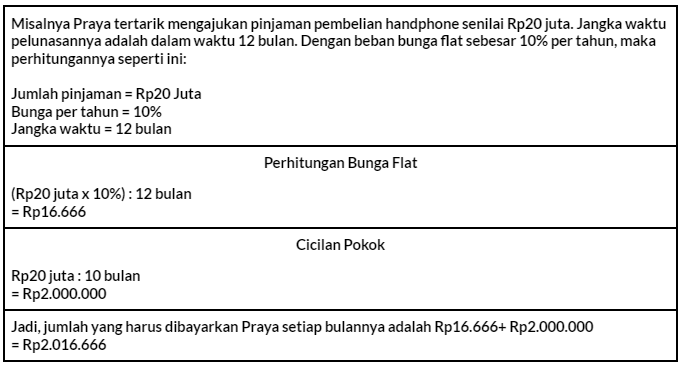 Misalnya Praya tertarik mengajukan pinjaman pembelian handphone senilai Rp20 juta. Jangka waktu
pelunasannya adalah dalam waktu 12 bulan. Dengan beban bunga flat sebesar 10% per tahun, maka
perhitungannya seperti ini:
Jumlah pinjaman = Rp20 Juta
Bunga per tahun = 10%
Jangka waktu = 12 bulan
Perhitungan Bunga Flat
(Rp20 juta x 10%) : 12 bulan
= Rp16.666
Cicilan Pokok
Rp20 juta : 10 bulan
= Rp2.000.000
Jadi, jumlah yang harus dibayarkan Praya setiap bulannya adalah Rp16.666+ Rp2.000.000
= Rp2.016.666